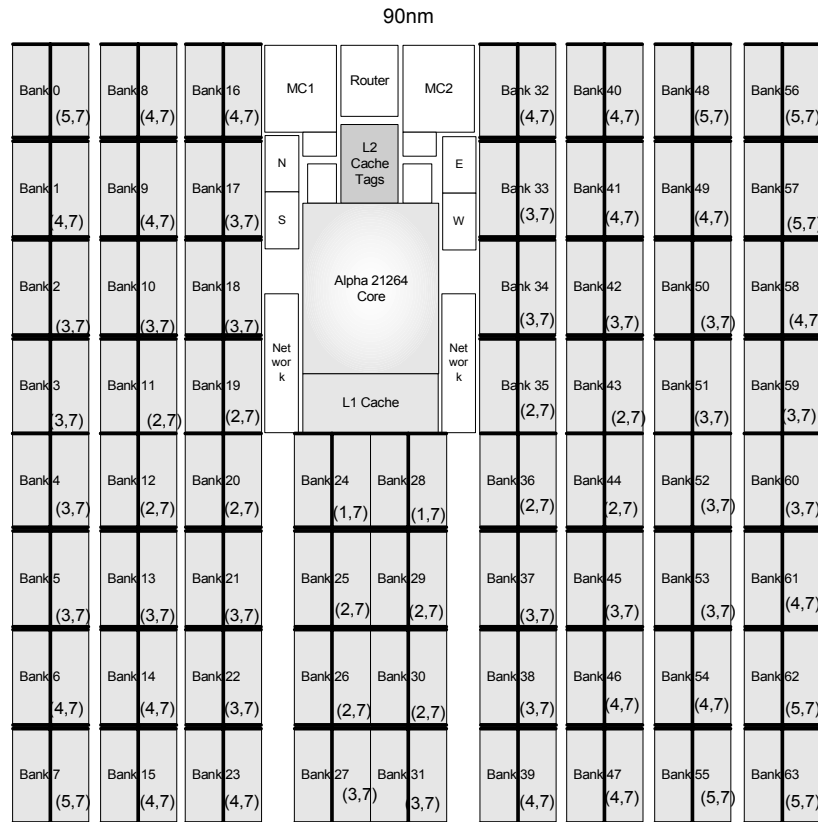 90nm
Bank 0
(5,7)
Bank 8
(4,7)
Bank 16
(4,7)
MC1
Router
MC2
Bank 32
(4,7)
Bank 40
(4,7)
Bank 48
(5,7)
Bank 56
(5,7)
L2
Cache
Tags
N
E
Bank 1
(4,7)
Bank 9
(4,7)
Bank 17
(3,7)
S
W
Bank 33
(3,7)
Bank 41
(4,7)
Bank 49
(4,7)
Bank 57
(5,7)
Bank 2
(3,7)
Bank 10
(3,7)
Bank 18
(3,7)
Alpha 21264
Core
Bank 34
(3,7)
Bank 42
(3,7)
Bank 50
(3,7)
Bank 58
(4,7
Bank 3
(3,7)
Bank 11
(2,7)
Bank 19
(2,7)
Net
wor
k
L1 Cache
Net
wor
k
Bank 35
(2,7)
Bank 43
(2,7)
Bank 51
(3,7)
Bank 59
(3,7)
Bank 4
(3,7)
Bank 12
(2,7)
Bank 20
(2,7)
Bank 24
(1,7)
Bank 28
(1,7)
Bank 36
(2,7)
Bank 44
(2,7)
Bank 52
(3,7)
Bank 60
(3,7)
Bank 5
(3,7)
Bank 13
(3,7)
Bank 21
(3,7)
Bank 25
(2,7)
Bank 29
(2,7)
Bank 37
(3,7)
Bank 45
(3,7)
Bank 53
(3,7)
Bank 61
(4,7)
Bank 6
(4,7)
Bank 14
(4,7)
Bank 22
(3,7)
Bank 26
(2,7)
Bank 30
(2,7)
Bank 38
(3,7)
Bank 46
(4,7)
Bank 54
(4,7)
Bank 62
(5,7)
Bank 7
(5,7)
Bank 15
(4,7)
Bank 23
(4,7)
Bank 27
(3,7)
Bank 31
(3,7)
Bank 39
(4,7)
Bank 47
(4,7)
Bank 55
(5,7)
Bank 63
(5,7)